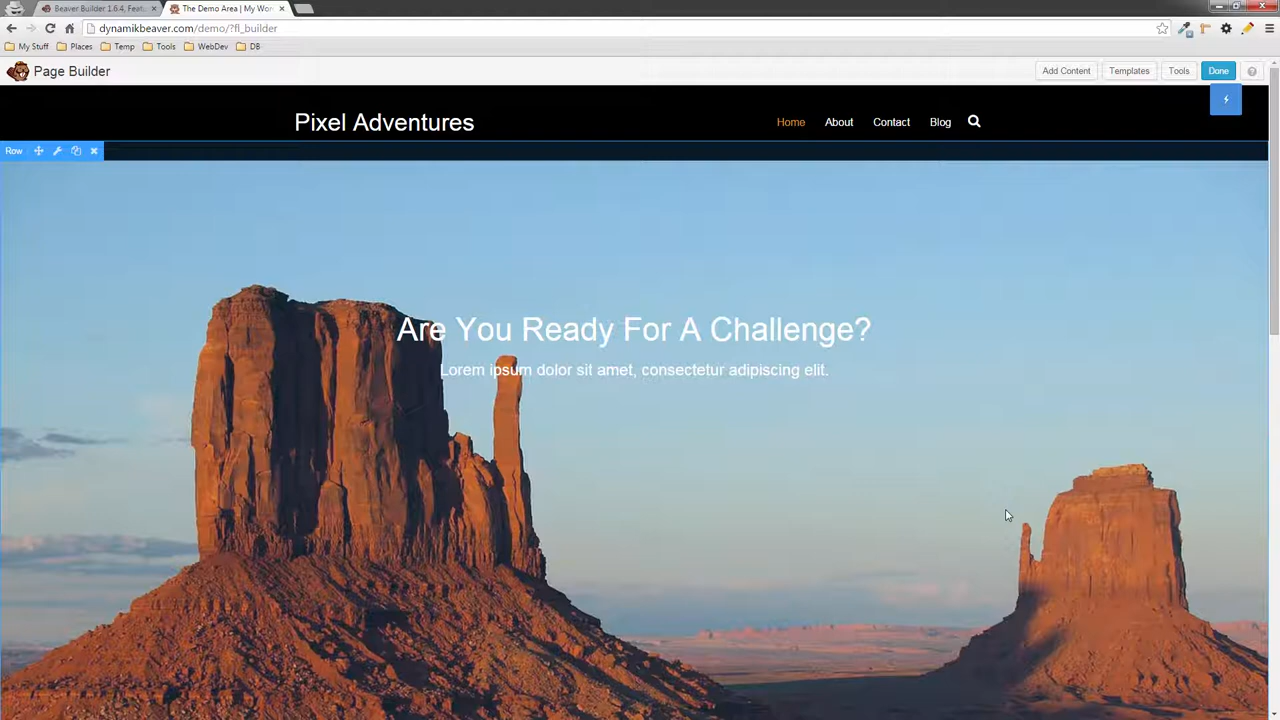 Beaver Builder 1.6.4, Feat
The Demo Area | My Wor
dynamikbeaver.com/demo/?fl_builder
My Stuff Places Temp Tools WebDev DB
Page Builder Add Content Templates Tools Done ?
Pixel Adventures Home About Contact Blog
Row
Are You Ready For A Challenge?
Lorem ipsum dolor sit amet, consectetur adipiscing elit.